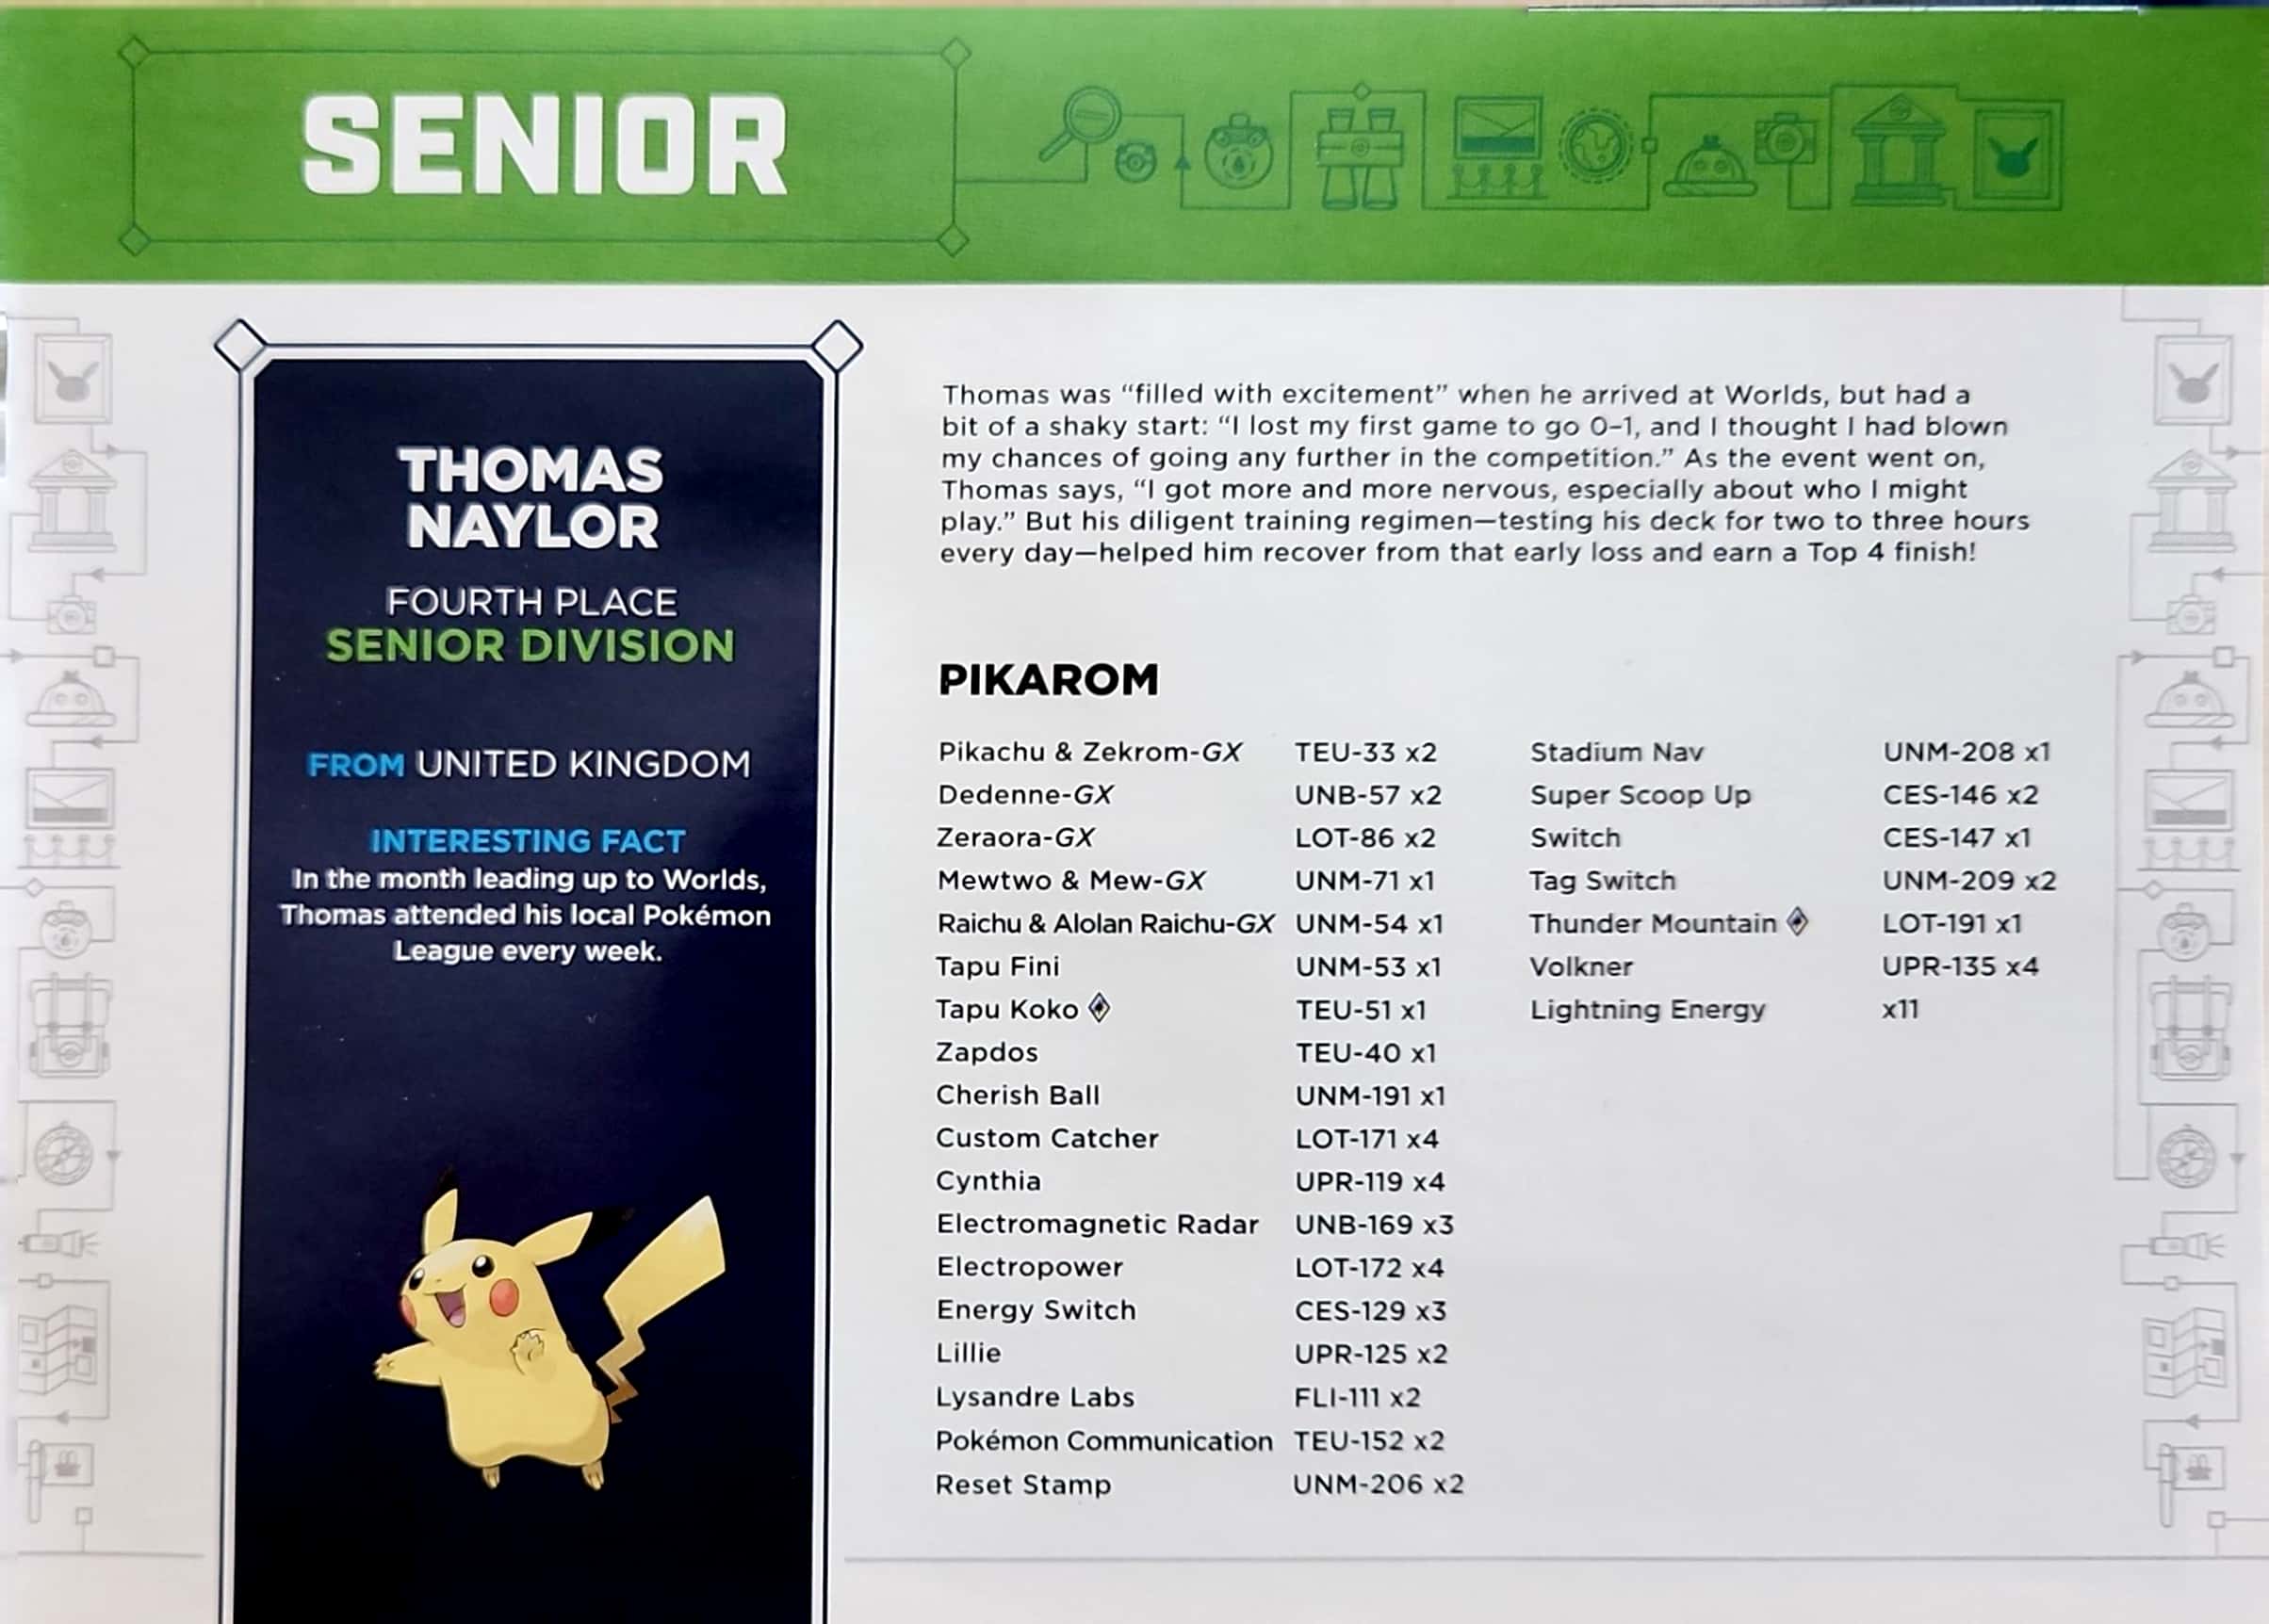 SENIOR
THOMAS
NAYLOR
FOURTH PLACE
SENIOR DIVISION
FROM UNITED KINGDOM
INTERESTING FACT
In the month leading up to Worlds,
Thomas attended his local Pokémon
League every week.
Thomas was “filled with excitement” when he arrived at Worlds, but had a
bit of a shaky start: “I lost my first game to go 0–1, and I thought I had blown
my chances of going any further in the competition.” As the event went on,
Thomas says, “I got more and more nervous, especially about who I might
play.” But his diligent training regimen—testing his deck for two to three hours
every day—helped him recover from that early loss and earn a Top 4 finish!
PIKAROM
Pikachu & Zekrom-GX TEU-33 x2
Dedenne-GX UNB-57 x2
Zeraora-GX LOT-86 x2
Mewtwo & Mew-GX UNM-71 x1
Raichu & Alolan Raichu-GX UNM-54 x1
Tapu Fini UNM-53 x1
Tapu Koko TEU-51 x1
Zapdos TEU-40 x1
Cherish Ball UNM-191 x1
Custom Catcher LOT-171 x4
Cynthia UPR-119 x4
Electromagnetic Radar UNB-169 x3
Electropower LOT-172 x4
Energy Switch CES-129 x3
Lillie UPR-125 x2
Lysandre Labs FLI-111 x2
Pokémon Communication TEU-152 x2
Reset Stamp UNM-206 x2
Stadium Nav UNM-208 x1
Super Scoop Up CES-146 x2
Switch CES-147 x1
Tag Switch UNM-209 x2
Thunder Mountain LOT-191 x1
Volkner UPR-135 x4
Lightning Energy x11